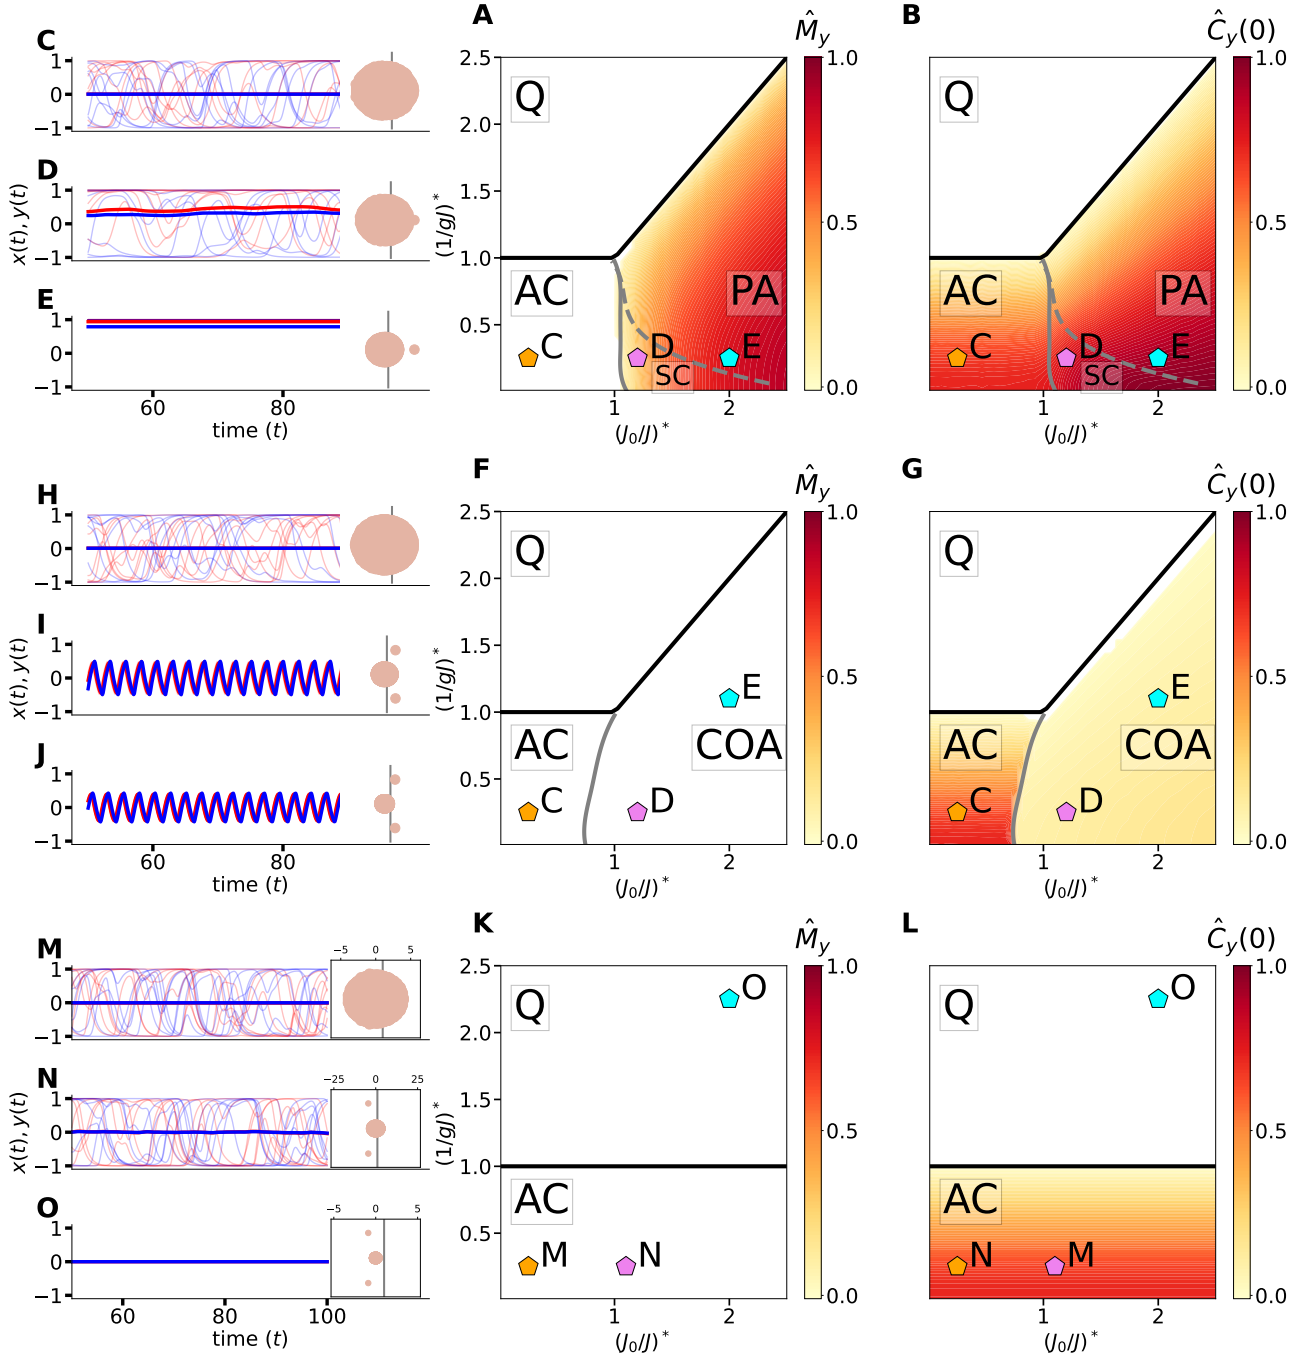 C
1
0
−1
D
1
0
−1
x(t), y(t)
E
1
0
−1
60 80
time (t)
A
M̂y
2.5
2.0
1.5
1.0
0.5
(1/gJ)*
Q
AC
PA
C
D
E
SC
1 2
(J0/J)*
1.0
0.5
0.0
B
Ĉy(0)
Q
AC
PA
C
D
E
SC
1 2
(J0/J)*
1.0
0.5
0.0
H
1
0
−1
I
1
0
−1
x(t), y(t)
J
1
0
−1
60 80
time (t)
F
M̂y
2.5
2.0
1.5
1.0
0.5
(1/gJ)*
Q
E
AC
COA
C
D
1 2
(J0/J)*
1.0
0.5
0.0
G
Ĉy(0)
Q
E
AC
COA
C
D
1 2
(J0/J)*
1.0
0.5
0.0
M
−5 0 5
1
0
−1
N
−25 0 25
1
0
−1
x(t), y(t)
O
−5 0 5
1
0
−1
60 80 100
time (t)
K
M̂y
2.5
2.0
1.5
1.0
0.5
(1/gJ)*
Q
O
AC
M
N
1 2
(J0/J)*
1.0
0.5
0.0
L
Ĉy(0)
Q
O
AC
N
M
1 2
(J0/J)*
1.0
0.5
0.0